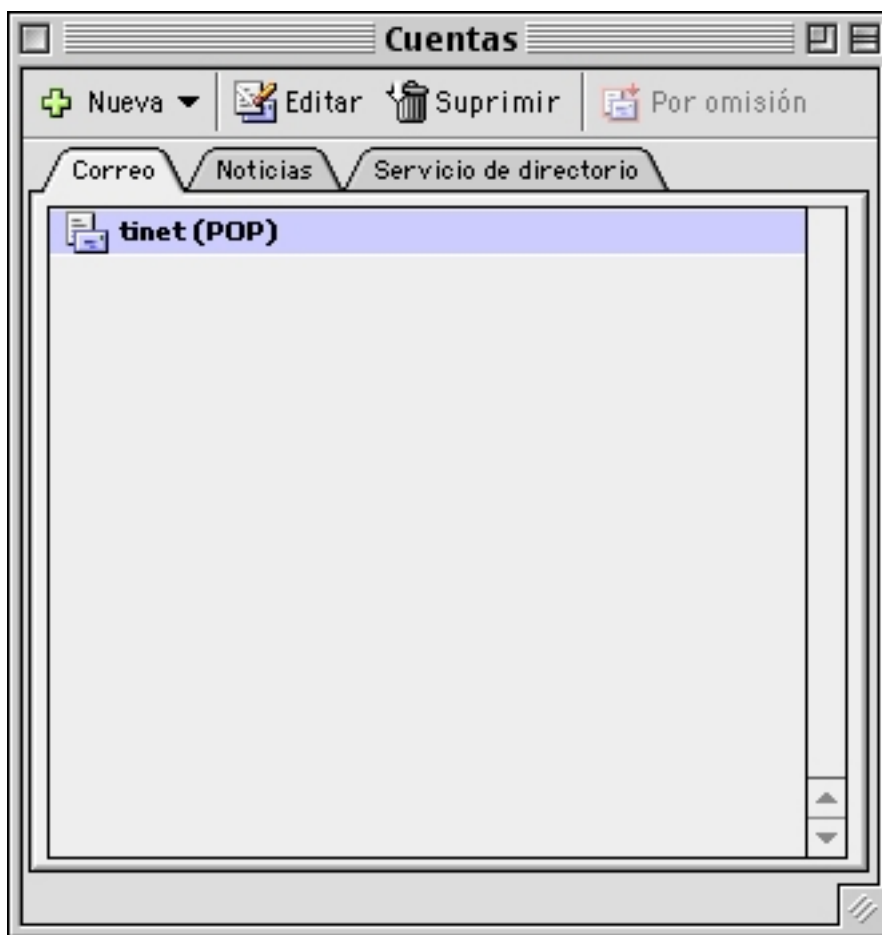 Cuentas
Nueva Editar Suprimir Por omisión
Correo Noticias Servicio de directorio
tinet (POP)